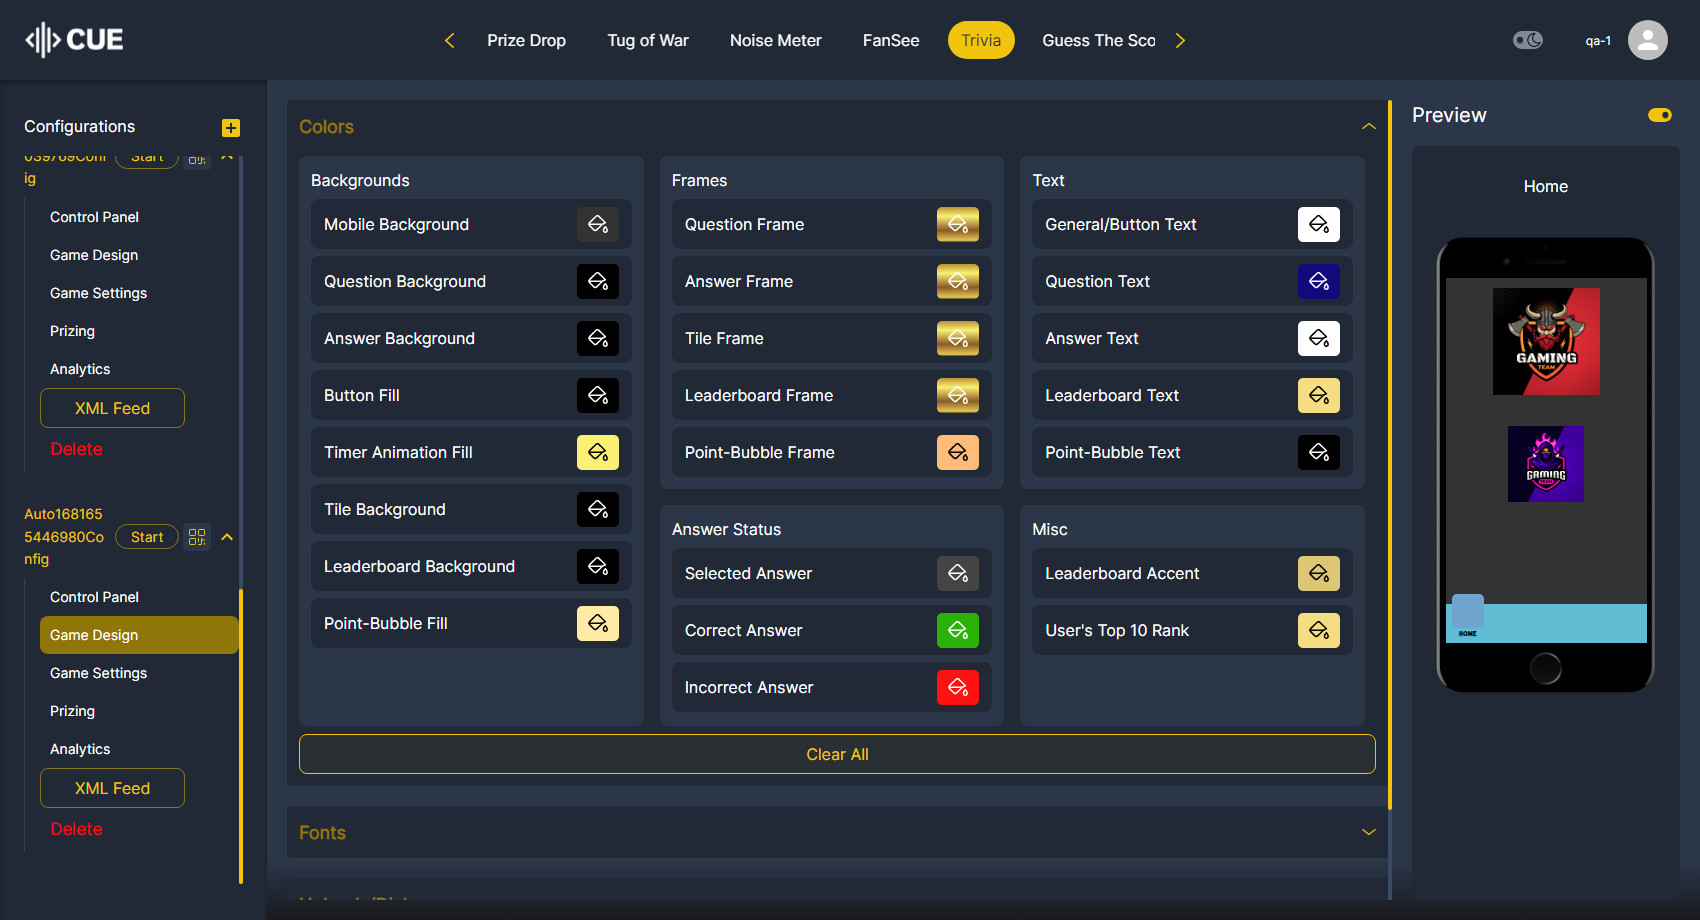 CUE
Prize Drop
Tug of War
Noise Meter
FanSee
Trivia
Guess The Sco
qa-1
Configurations
039769Conf
ig
Start
Control Panel
Game Design
Game Settings
Prizing
Analytics
XML Feed
Delete
Auto168165
5446980Co
nfig
Start
Control Panel
Game Design
Game Settings
Prizing
Analytics
XML Feed
Delete
Colors
Backgrounds
Mobile Background
Question Background
Answer Background
Button Fill
Timer Animation Fill
Tile Background
Leaderboard Background
Point-Bubble Fill
Frames
Question Frame
Answer Frame
Tile Frame
Leaderboard Frame
Point-Bubble Frame
Text
General/Button Text
Question Text
Answer Text
Leaderboard Text
Point-Bubble Text
Answer Status
Selected Answer
Correct Answer
Incorrect Answer
Misc
Leaderboard Accent
User's Top 10 Rank
Clear All
Fonts
Preview
Home
GAMING
TEAM
GAMING
TEAM
HOME